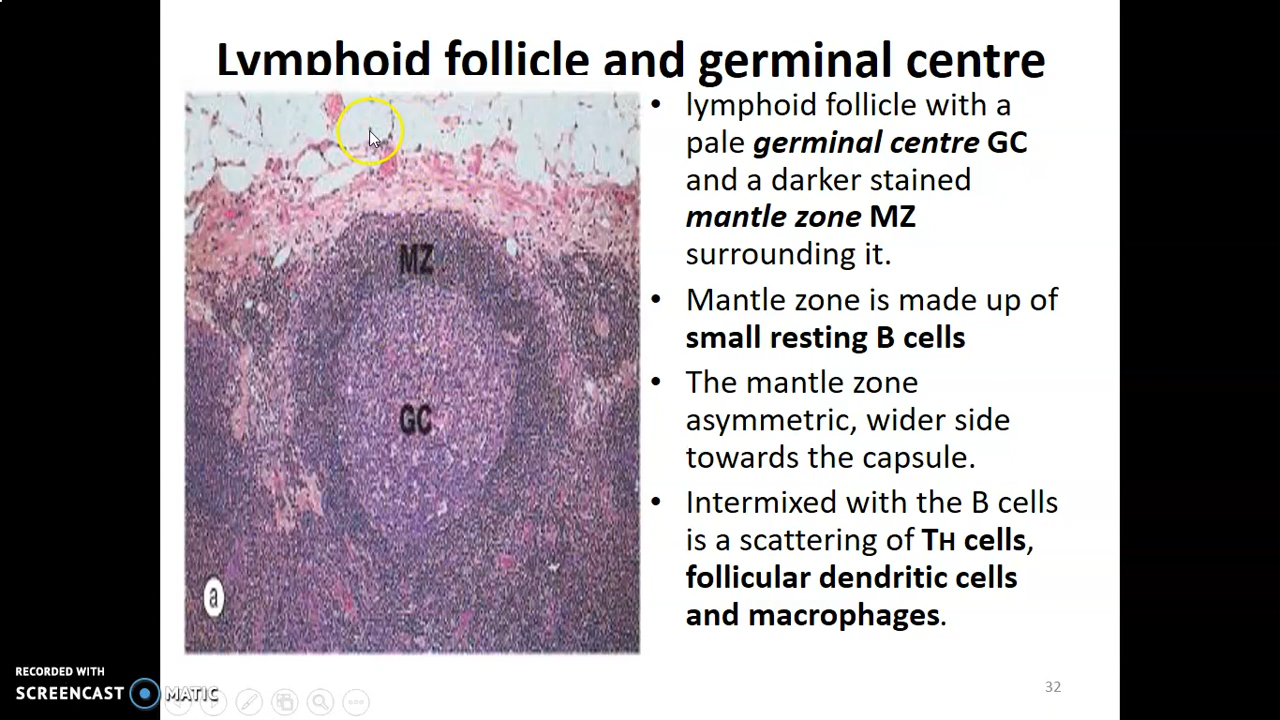 Lymphoid follicle and germinal centre
MZ
GC
a
• lymphoid follicle with a
pale germinal centre GC
and a darker stained
mantle zone MZ
surrounding it.
• Mantle zone is made up of
small resting B cells
• The mantle zone
asymmetric, wider side
towards the capsule.
• Intermixed with the B cells
is a scattering of TH cells,
follicular dendritic cells
and macrophages.
32
RECORDED WITH
SCREENCAST MATIC